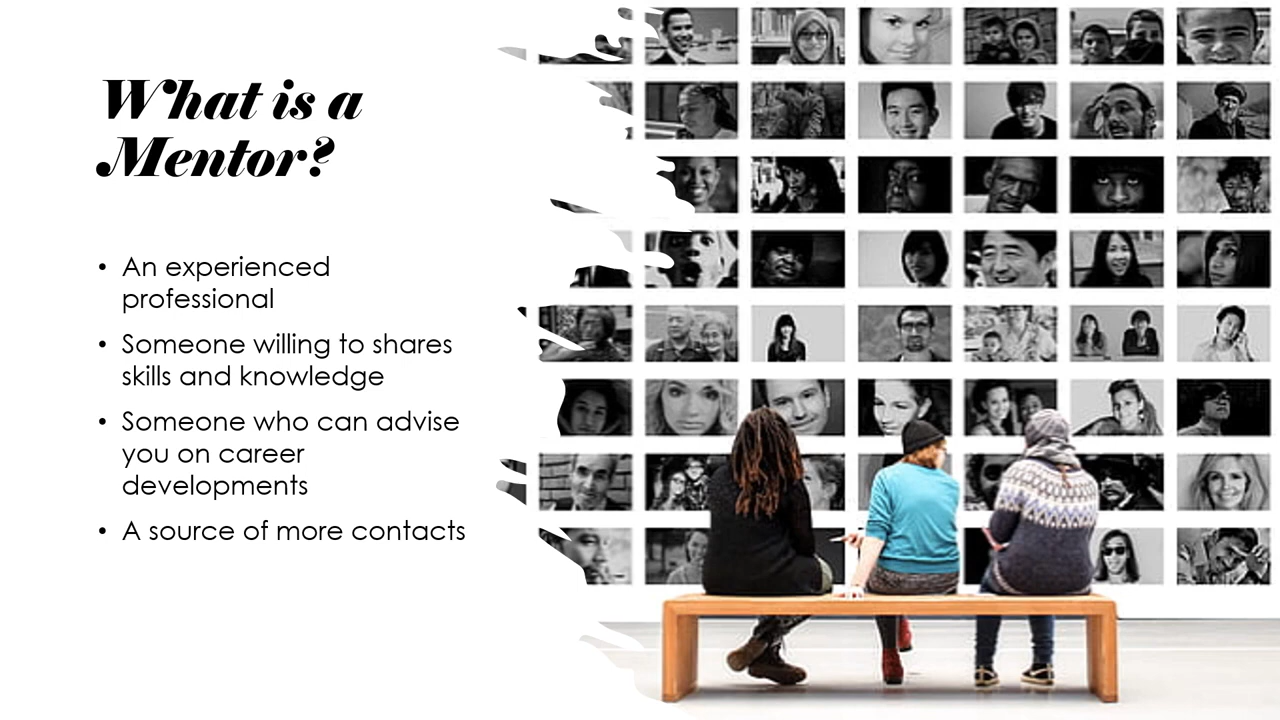 What is a
Mentor?
• An experienced
professional
• Someone willing to shares
skills and knowledge
• Someone who can advise
you on career
developments
• A source of more contacts